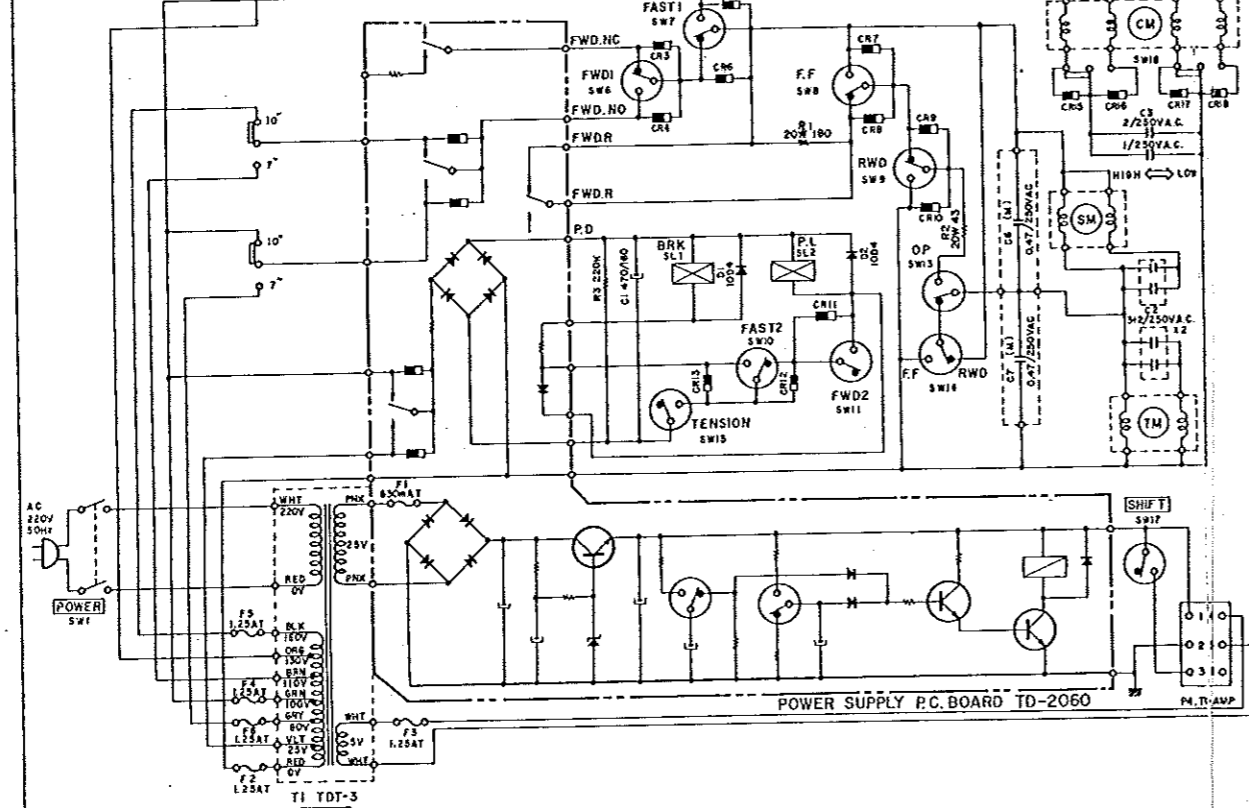 FAST1
SW7
CM
SW18
FWD.NC
CR3
CR6
FWD1
SW6
CR4
FWD.NO
FWD.R
FWD.R
P.D
CR7
F.F
SW8
CR8
R1
20W 180
CR9
RWD
SW9
CR10
R2
20W 43
CR15
CR16
CR17
CR18
C3
2/250V A.C.
1/250V A.C.
HIGH ⟺ LOW
SM
10"
7"
10"
7"
BRK
SL1
D1
10D4
P.L
SL2
D2
10D4
R3 220K
C1 470/160
CR11
FAST2
SW10
CR13
CR12
FWD2
SW11
TENSION
SW15
OP
SW13
F.F
RWD
SW14
C6 (M)
0.47/250VAC
C7 (M)
0.47/250VAC
C2
/250V A.C.
X2
TM
AC
220V
50Hz
POWER
SW1
WHT
220V
RED
0V
PNK
25V
PNK
F1
630mAT
F5
1.25AT
BLK
160V
ORG
130V
BRN
110V
F4
1.25AT
GRN
100V
GRY
80V
F6
1.25AT
VLT
25V
RED
0V
F2
1.25AT
WHT
5V
WHT
F3
1.25AT
T1 TDT-3
SHIFT
SW17
1
2
3
POWER SUPPLY P.C. BOARD TD-2060